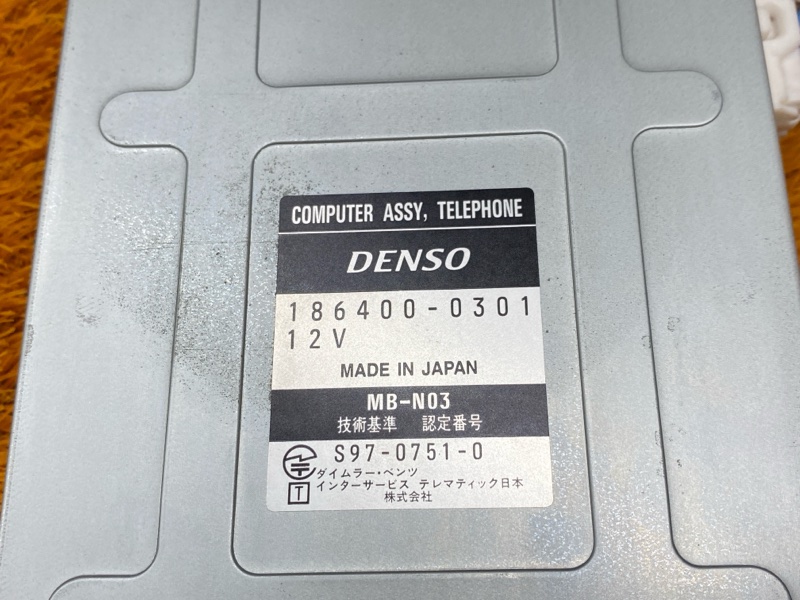 COMPUTER ASSY, TELEPHONE
DENSO
186400-0301
12V
MADE IN JAPAN
MB-N03
技術基準 認定番号
S97-0751-0
T
ダイムラー・ベンツ
インターサービス テレマティック日本
株式会社